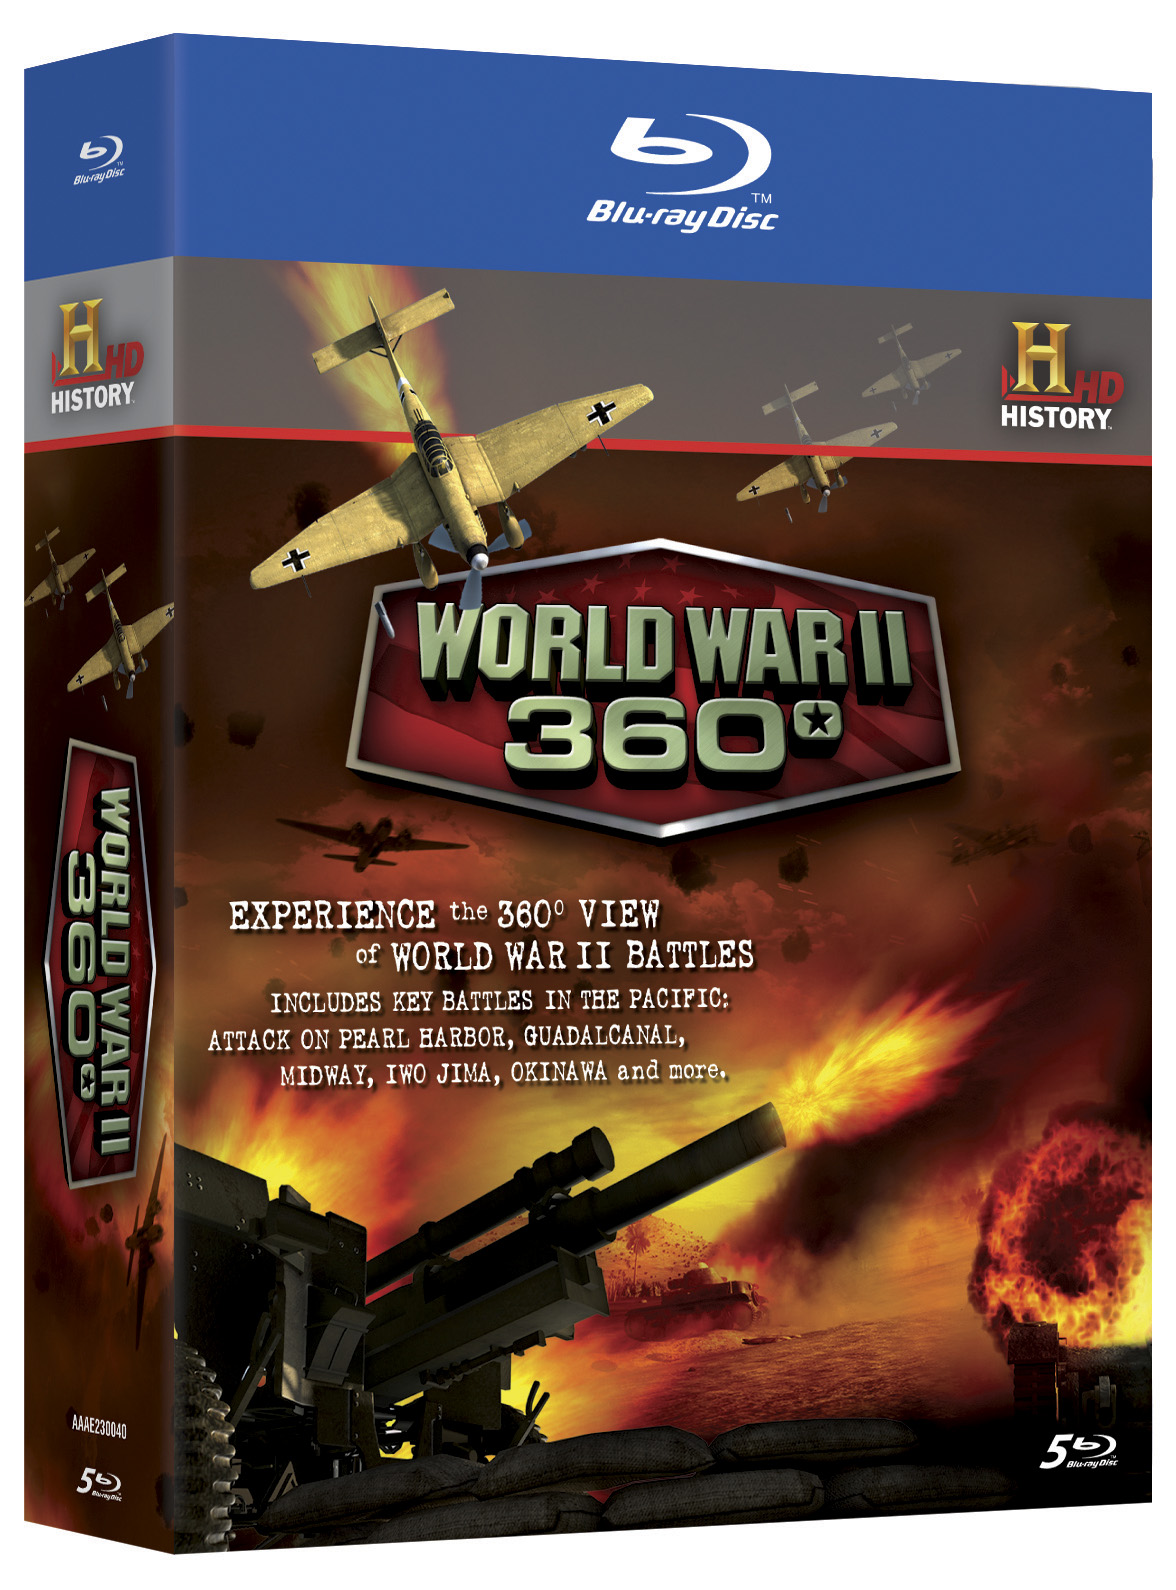 Blu-ray Disc
TM
H HD
HISTORY
WORLD WAR II
360°
EXPERIENCE the 360° VIEW
of WORLD WAR II BATTLES
INCLUDES KEY BATTLES IN THE PACIFIC:
ATTACK ON PEARL HARBOR, GUADALCANAL,
MIDWAY, IWO JIMA, OKINAWA and more.
5 Blu-ray Disc
Blu-ray Disc
TM
H HD
HISTORY
WORLD WAR II
360°
AAAE230040
5 Blu-ray Disc